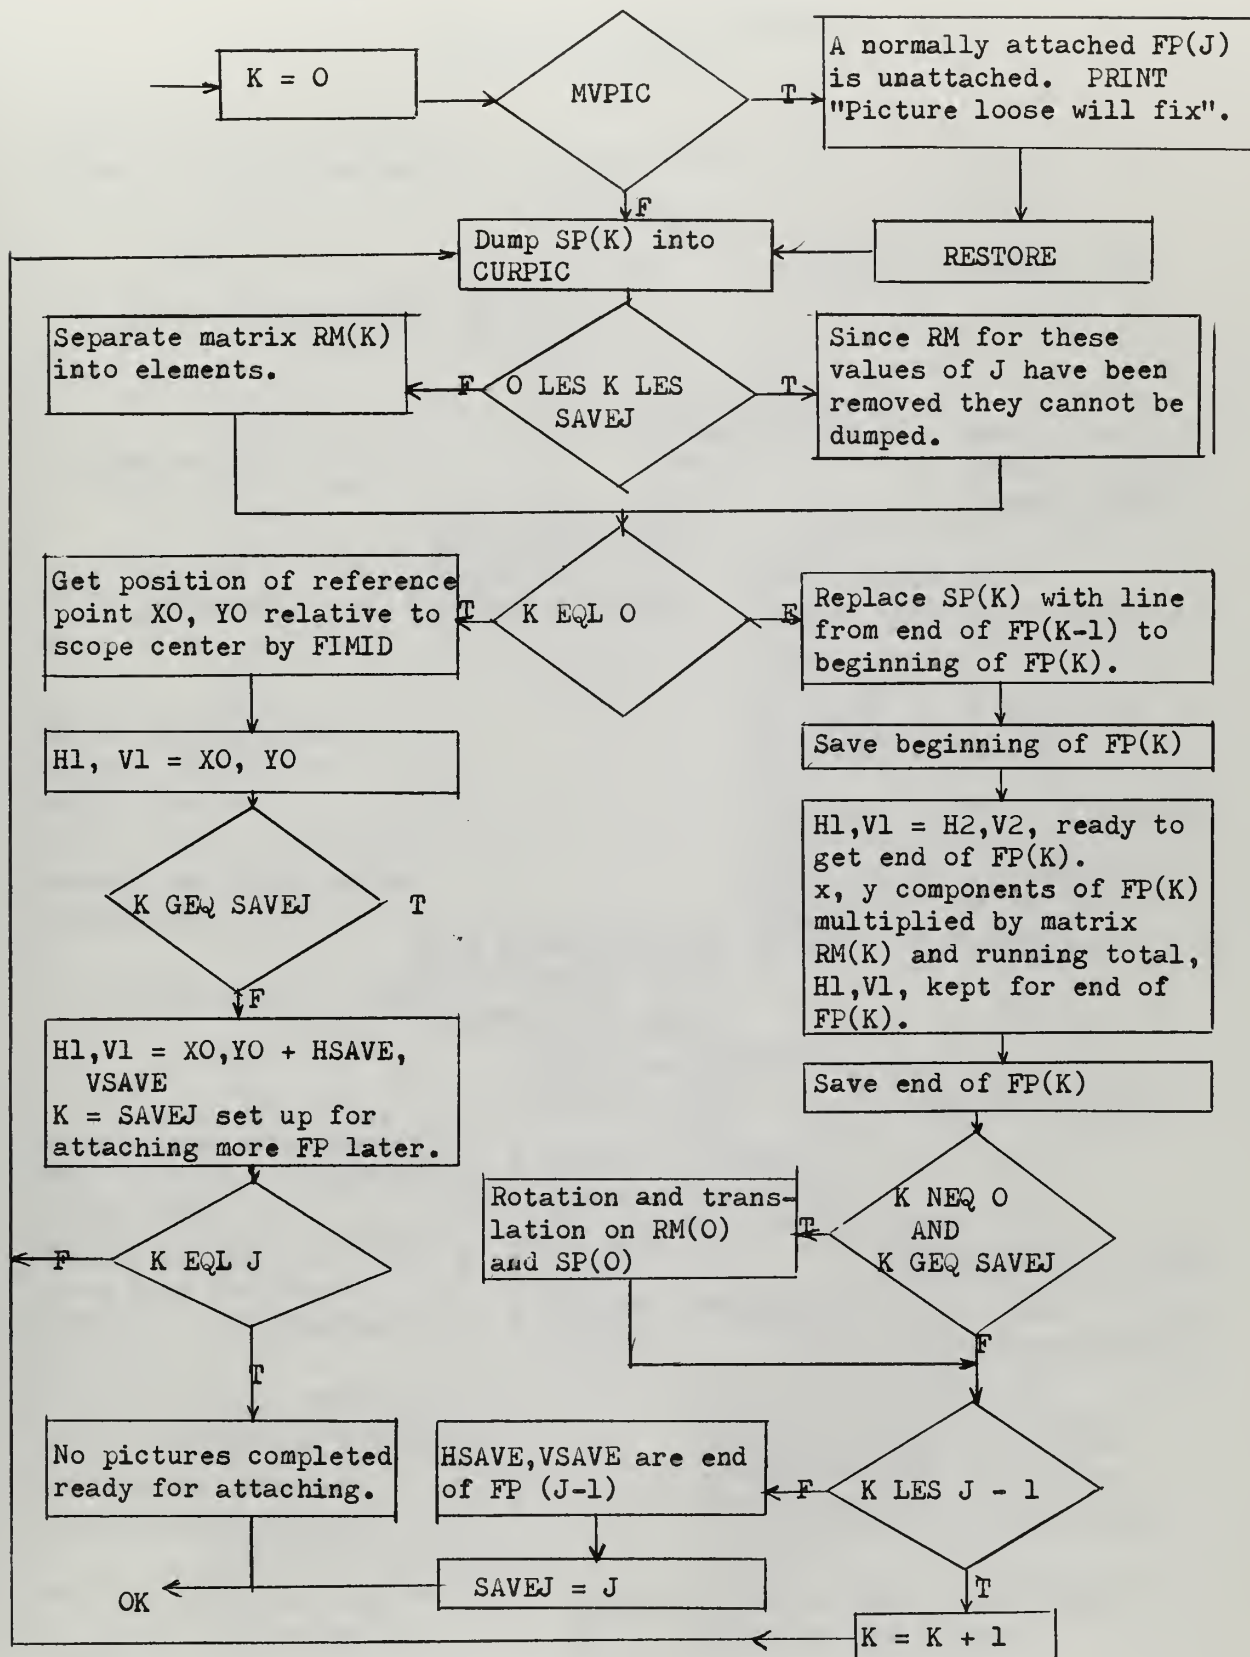 K = 0
MVPIC
T
A normally attached FP(J)
is unattached. PRINT
"Picture loose will fix".
F
Dump SP(K) into
CURPIC
RESTORE
Separate matrix RM(K)
into elements.
F
0 LES K LES
SAVEJ
T
Since RM for these
values of J have been
removed they cannot be
dumped.
Get position of reference
point XO, YO relative to
scope center by FIMID
T
K EQL 0
F
Replace SP(K) with line
from end of FP(K-1) to
beginning of FP(K).
H1, V1 = XO, YO
Save beginning of FP(K)
K GEQ SAVEJ
T
H1,V1 = H2,V2, ready to
get end of FP(K).
x, y components of FP(K)
multiplied by matrix
RM(K) and running total,
H1,V1, kept for end of
FP(K).
F
H1,V1 = XO,YO + HSAVE,
VSAVE
K = SAVEJ set up for
attaching more FP later.
Save end of FP(K)
Rotation and trans-
lation on RM(O)
and SP(O)
T
K NEQ 0
AND
K GEQ SAVEJ
F
K EQL J
F
T
No pictures completed
ready for attaching.
HSAVE,VSAVE are end
of FP (J-1)
F
K LES J - 1
T
OK
SAVEJ = J
K = K + 1